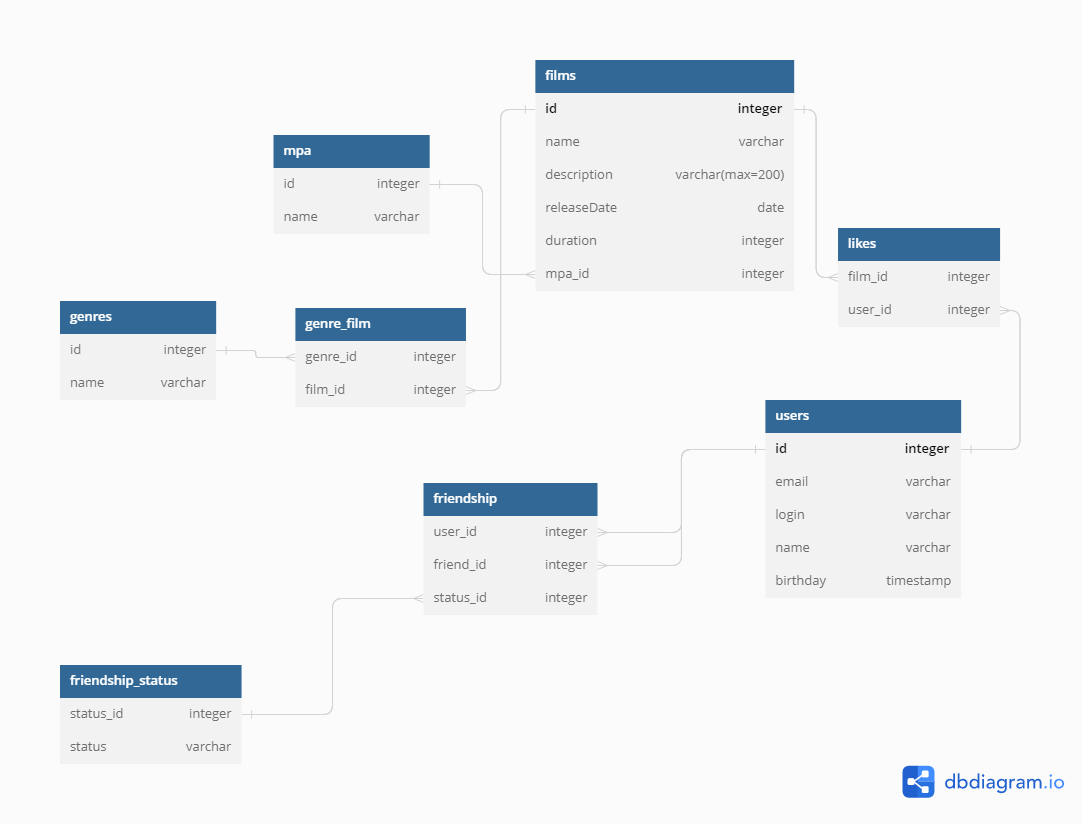 films
id integer
name varchar
description varchar(max=200)
releaseDate date
duration integer
mpa_id integer
mpa
id integer
name varchar
likes
film_id integer
user_id integer
genres
id integer
name varchar
genre_film
genre_id integer
film_id integer
users
id integer
email varchar
login varchar
name varchar
birthday timestamp
friendship
user_id integer
friend_id integer
status_id integer
friendship_status
status_id integer
status varchar
dbdiagram.io